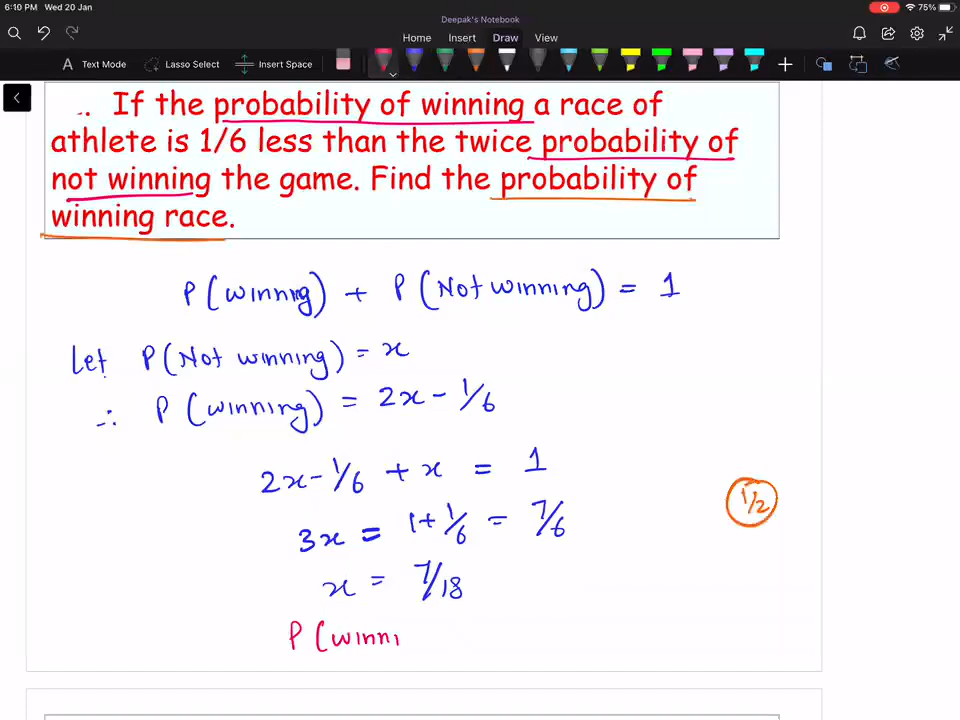 6:10 PM Wed 20 Jan
75%
Deepak's Notebook
Home Insert Draw View
Text Mode Lasso Select Insert Space
. If the probability of winning a race of
athlete is 1/6 less than the twice probability of
not winning the game. Find the probability of
winning race.
P(winning) + P(Not winning) = 1
Let P(Not winning) = x
∴ P(winning) = 2x - 1/6
2x - 1/6 + x = 1
1/2
3x = 1 + 1/6 = 7/6
x = 7/18
P(winni